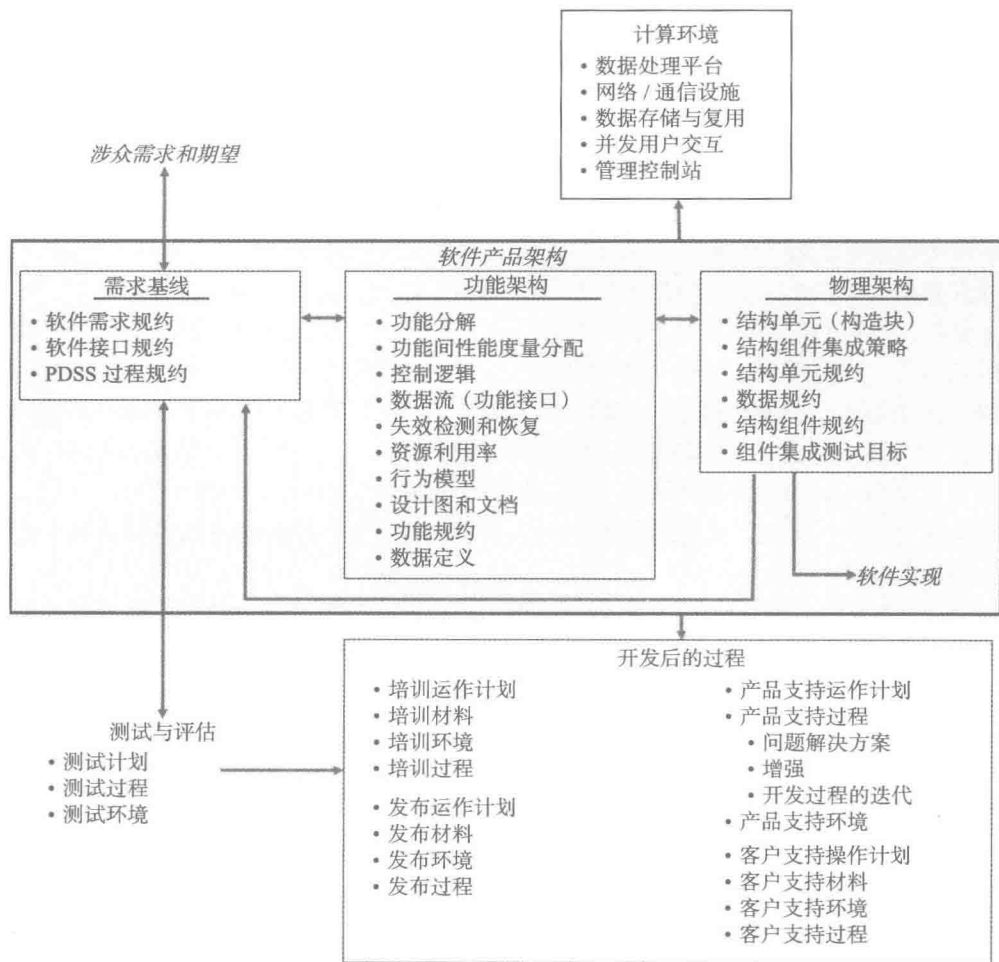 计算环境
• 数据处理平台
• 网络 / 通信设施
• 数据存储与复用
• 并发用户交互
• 管理控制站
涉众需求和期望
软件产品架构
需求基线
• 软件需求规约
• 软件接口规约
• PDSS 过程规约
功能架构
• 功能分解
• 功能间性能度量分配
• 控制逻辑
• 数据流（功能接口）
• 失效检测和恢复
• 资源利用率
• 行为模型
• 设计图和文档
• 功能规约
• 数据定义
物理架构
• 结构单元（构造块）
• 结构组件集成策略
• 结构单元规约
• 数据规约
• 结构组件规约
• 组件集成测试目标
软件实现
测试与评估
• 测试计划
• 测试过程
• 测试环境
开发后的过程
• 培训运作计划
• 培训材料
• 培训环境
• 培训过程
• 发布运作计划
• 发布材料
• 发布环境
• 发布过程
• 产品支持运作计划
• 产品支持过程
• 问题解决方案
• 增强
• 开发过程的迭代
• 产品支持环境
• 客户支持操作计划
• 客户支持材料
• 客户支持环境
• 客户支持过程